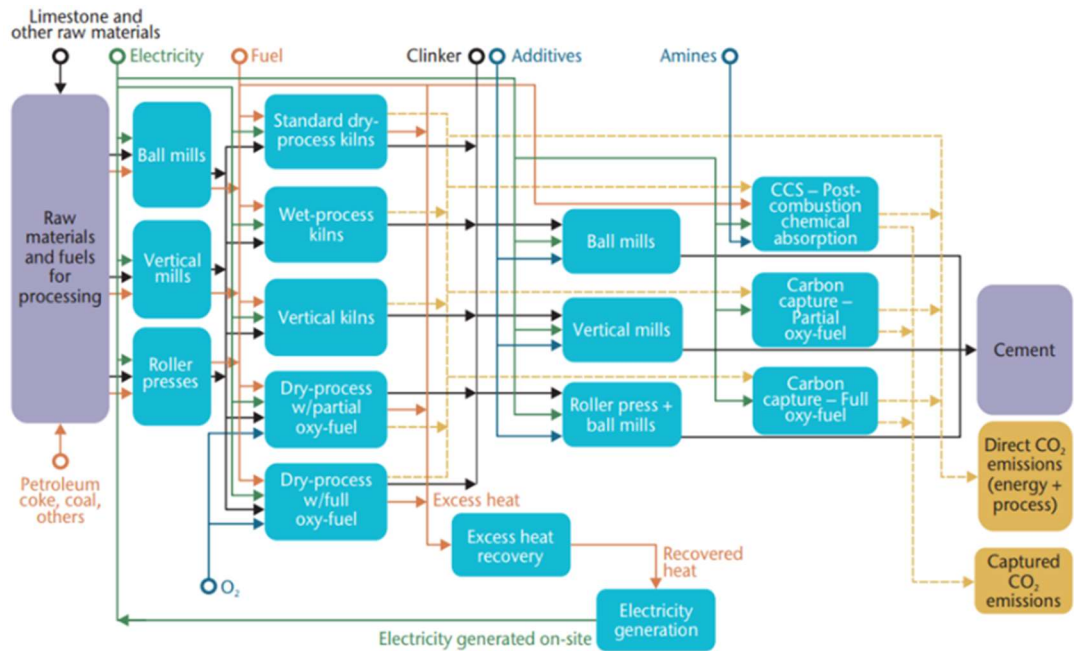 Limestone and
other raw materials
Electricity
Fuel
Clinker
Additives
Amines
Raw
materials
and fuels
for
processing
Ball mills
Vertical
mills
Roller
presses
Standard dry-
process kilns
Wet-process
kilns
Vertical kilns
Dry-process
w/partial
oxy-fuel
Dry-process
w/full
oxy-fuel
Ball mills
Vertical mills
Roller press +
ball mills
CCS – Post-
combustion
chemical
absorption
Carbon
capture –
Partial
oxy-fuel
Carbon
capture – Full
oxy-fuel
Cement
Direct CO₂
emissions
(energy +
process)
Captured
CO₂
emissions
Petroleum
coke, coal,
others
O₂
Excess heat
Excess heat
recovery
Recovered
heat
Electricity
generation
Electricity generated on-site